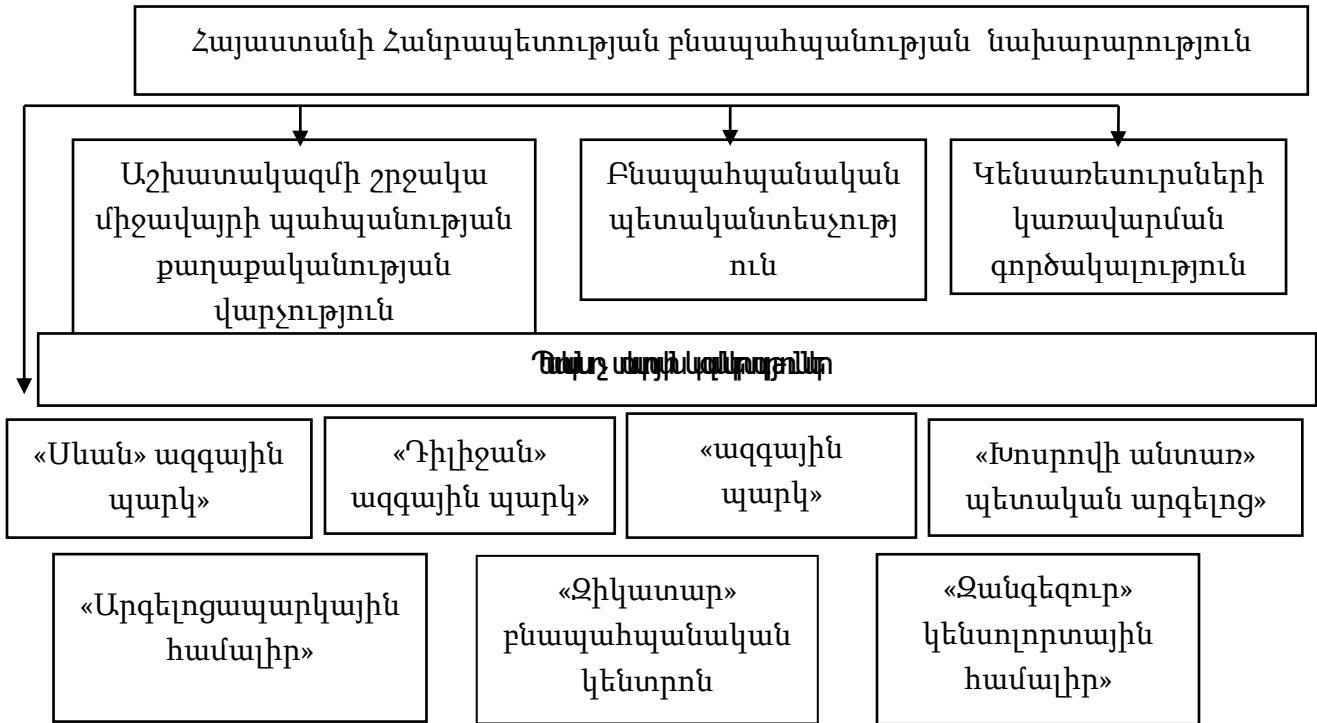 Հայաստանի Հանրապետության բնապահպանության նախարարություն
Աշխատակազմի շրջակա
միջավայրի պահպանության
քաղաքականության
վարչություն
Բնապահպանական
պետականտեսչությ
ուն
Կենսառեսուրսների
կառավարման
գործակալություն
«Սևան» ազգային
պարկ»
«Դիլիջան»
ազգային պարկ»
«ազգային
պարկ»
«Խոսրովի անտառ»
պետական արգելոց»
«Արգելոցապարկային
համալիր»
«Զիկատար»
բնապահպանական
կենտրոն
«Զանգեզուր»
կենսոլորտային
համալիր»